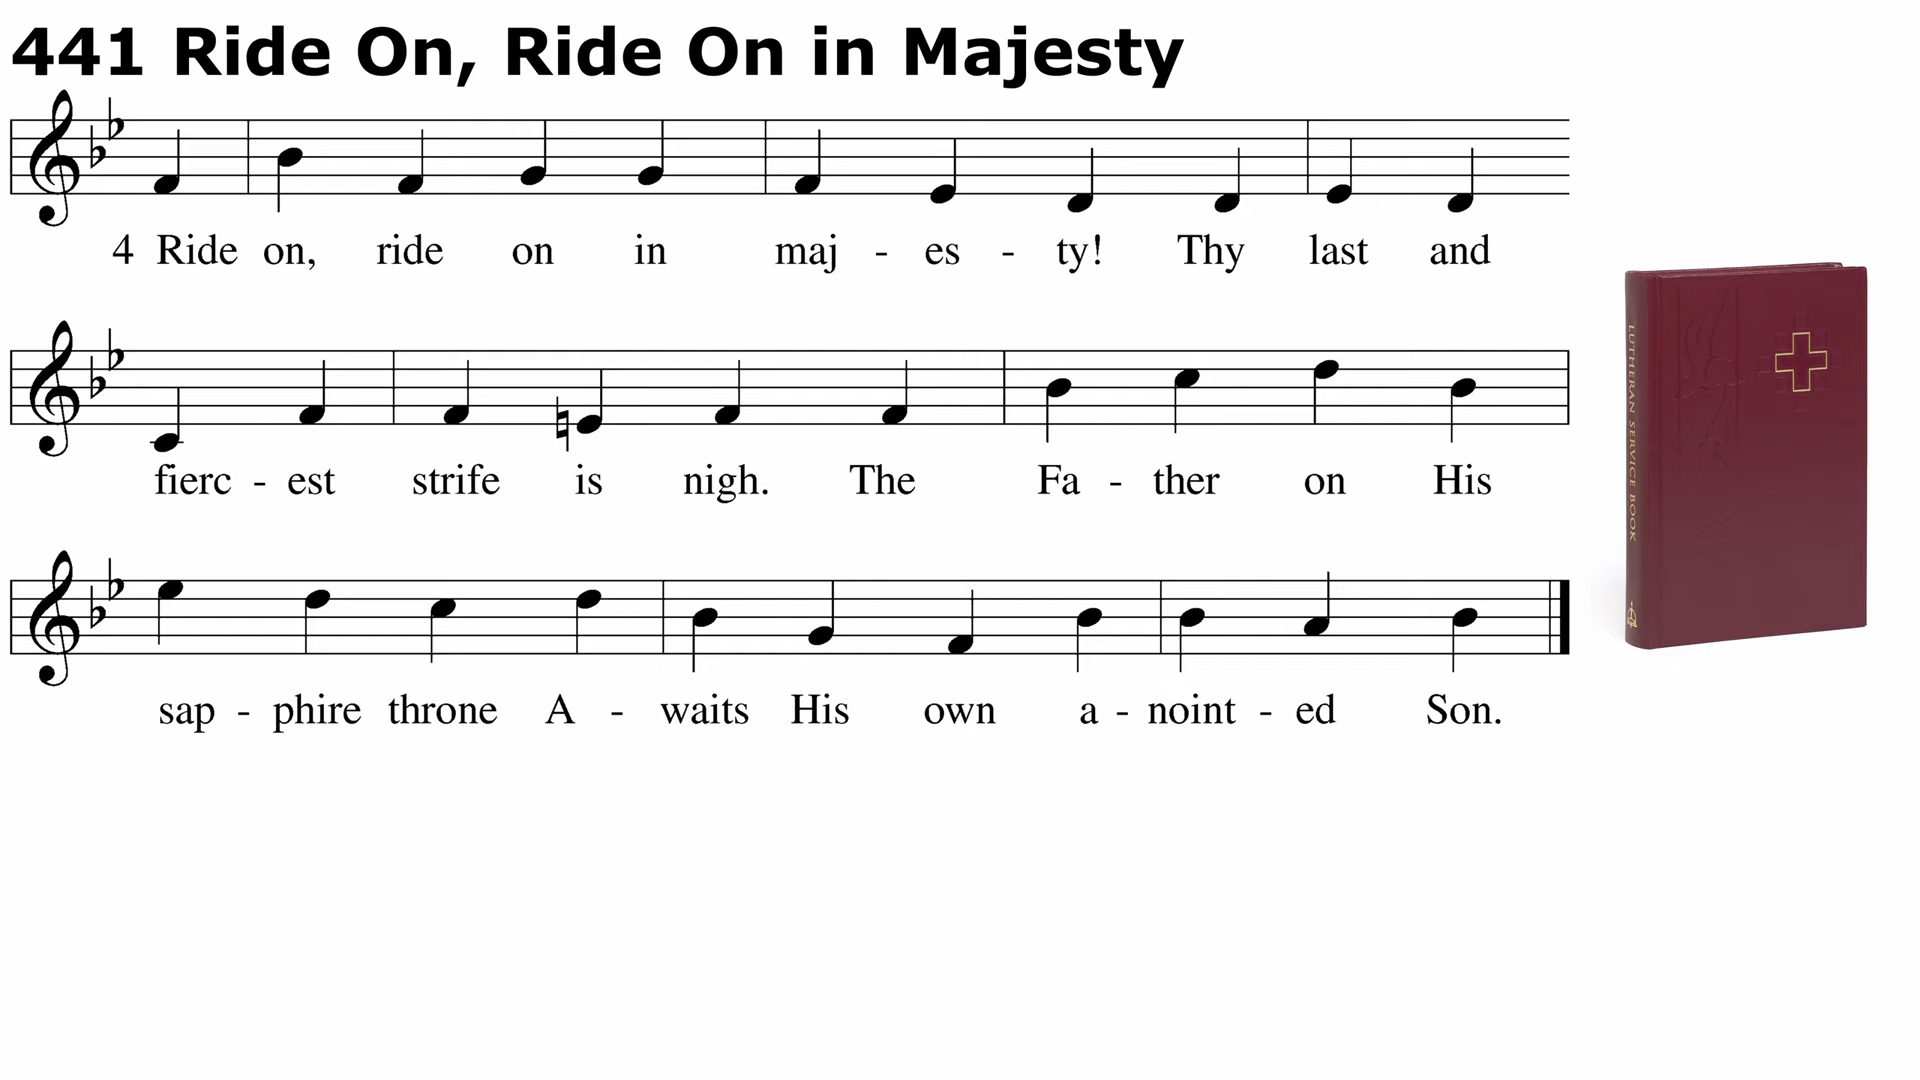 441 Ride On, Ride On in Majesty
4 Ride on, ride on in maj - es - ty! Thy last and
fierc - est strife is nigh. The Fa - ther on His
sap - phire throne A - waits His own a - noint - ed Son.
LUTHERAN SERVICE BOOK